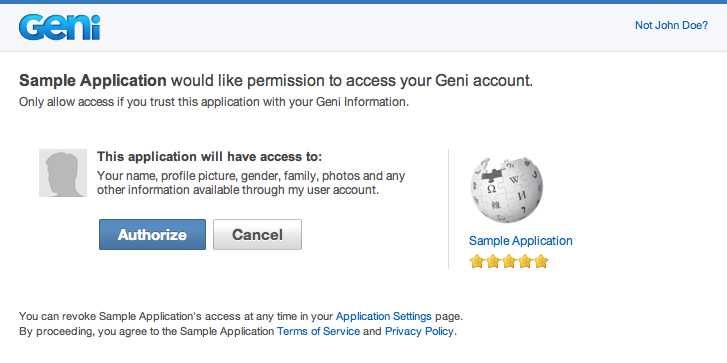 Geni
Not John Doe?
Sample Application would like permission to access your Geni account.
Only allow access if you trust this application with your Geni Information.
This application will have access to:
Your name, profile picture, gender, family, photos and any
other information available through my user account.
Authorize
Cancel
Ω W
И
Sample Application
You can revoke Sample Application's access at any time in your Application Settings page.
By proceeding, you agree to the Sample Application Terms of Service and Privacy Policy.